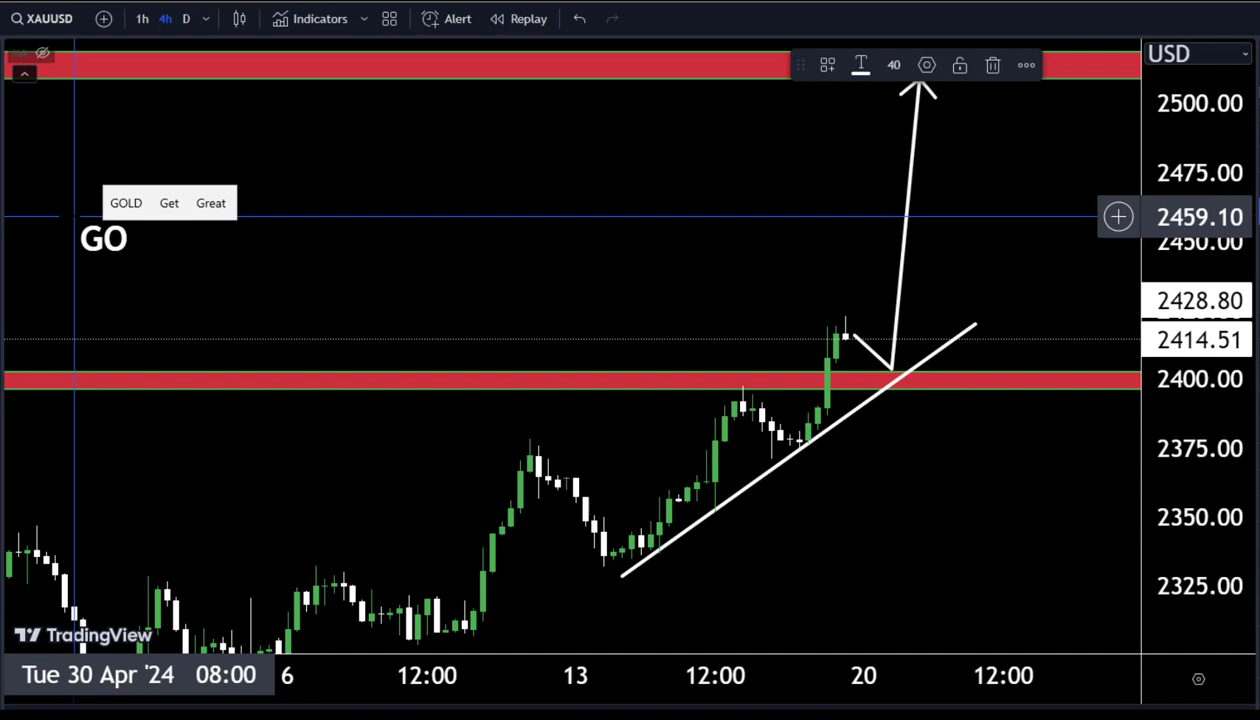 XAUUSD 1h 4h D Indicators Alert Replay
USD
40
2500.00
2475.00
GOLD Get Great
2459.10
GO
2450.00
2428.80
2414.51
2400.00
2375.00
2350.00
2325.00
TradingView
Tue 30 Apr '24 08:00 6 12:00 13 12:00 20 12:00